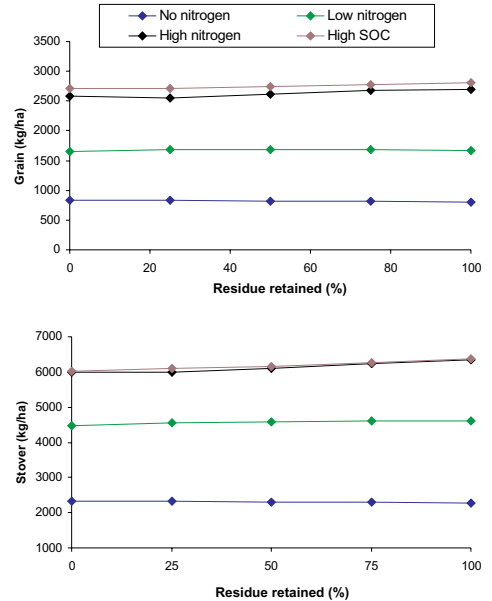 No nitrogen Low nitrogen
High nitrogen High SOC
3500
3000
2500
2000
1500
1000
500
0
Grain (kg/ha)
0 20 40 60 80 100
Residue retained (%)
7000
6000
5000
4000
3000
2000
1000
Stover (kg/ha)
0 25 50 75 100
Residue retained (%)